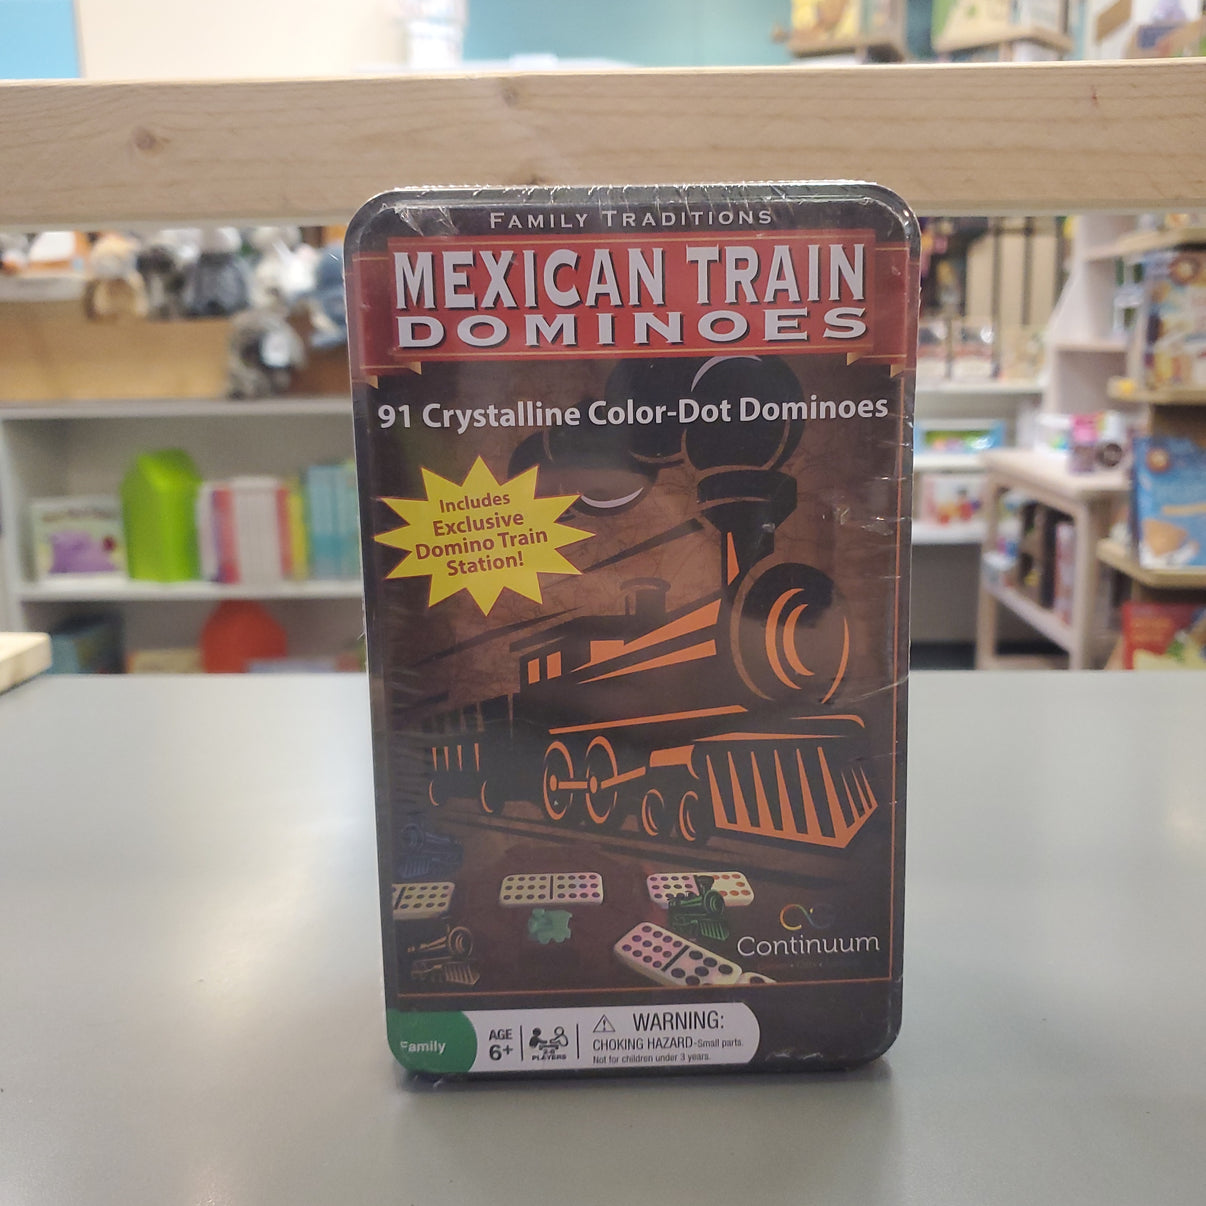 FAMILY TRADITIONS
MEXICAN TRAIN
DOMINOES
91 Crystalline Color-Dot Dominoes
Includes
Exclusive
Domino Train
Station!
Continuum
Family
AGE
6+
PLAYERS
WARNING:
CHOKING HAZARD-Small parts.
Not for children under 3 years.